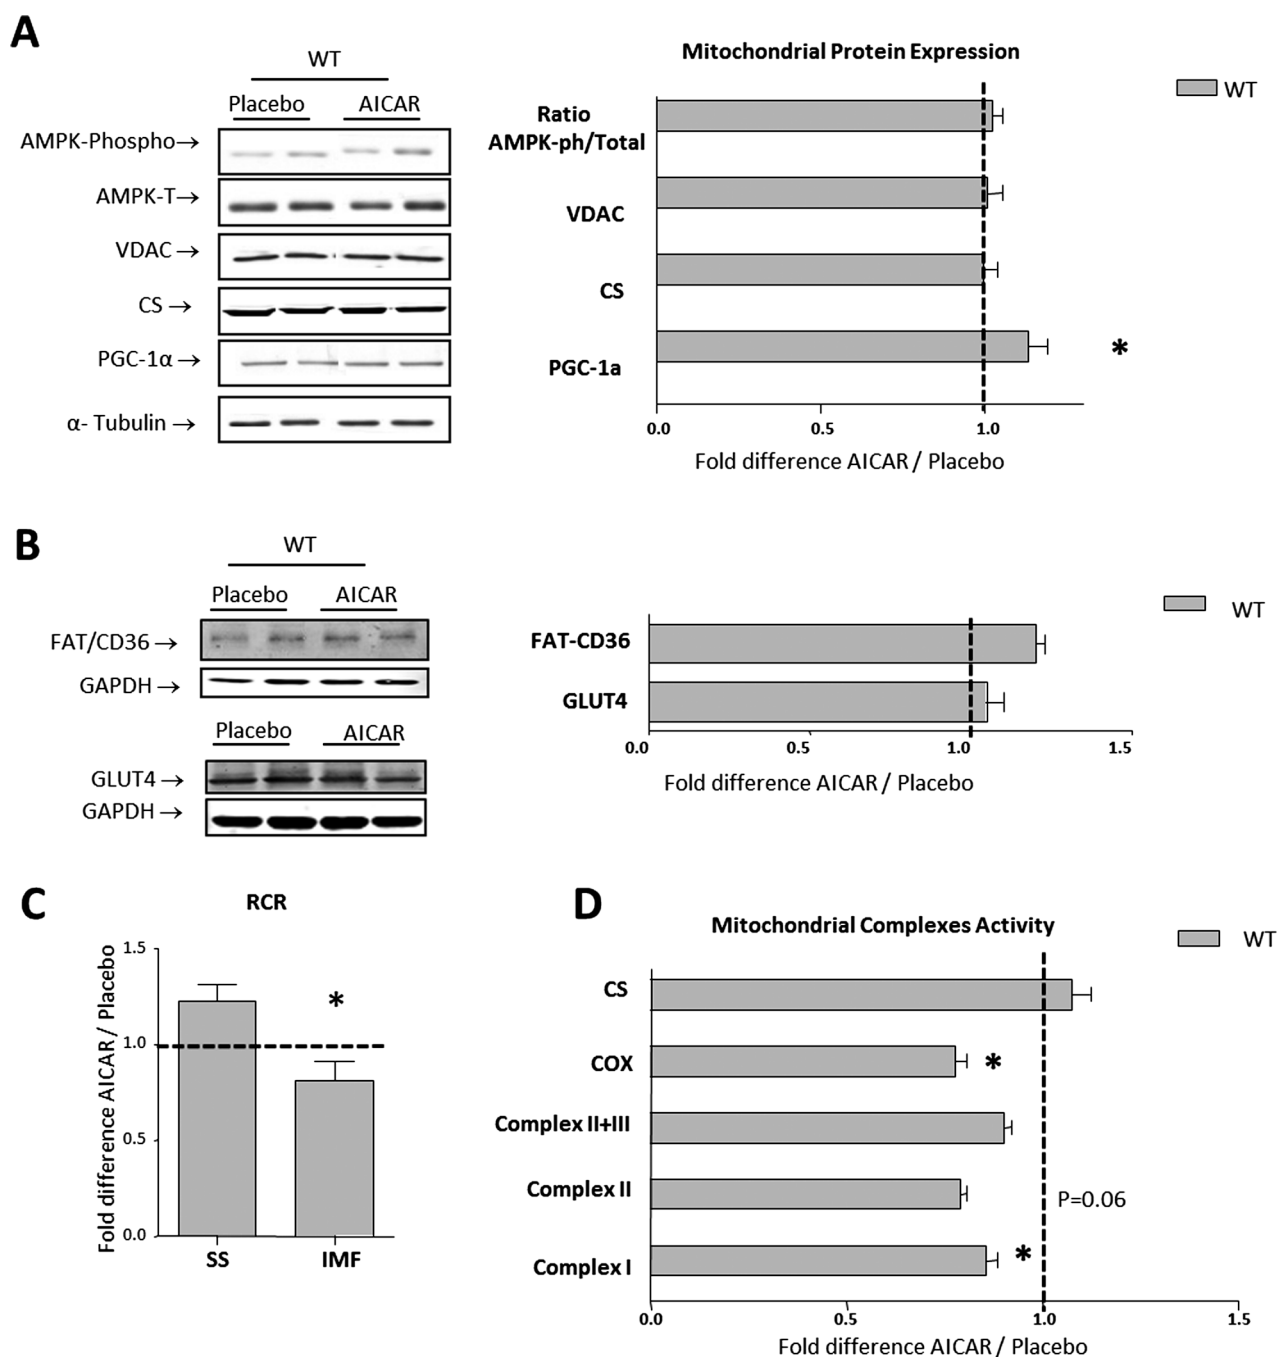 A
WT
Placebo AICAR
AMPK-Phospho→
AMPK-T→
VDAC →
CS →
PGC-1α →
α- Tubulin →
Mitochondrial Protein Expression
WT
Ratio
AMPK-ph/Total
VDAC
CS
PGC-1a
*
0.0 0.5 1.0
Fold difference AICAR / Placebo
B
WT
Placebo AICAR
FAT/CD36 →
GAPDH →
Placebo AICAR
GLUT4 →
GAPDH →
WT
FAT-CD36
GLUT4
0.0 0.5 1.0 1.5
Fold difference AICAR / Placebo
C
RCR
Fold difference AICAR / Placebo
1.5
1.0
0.5
0.0
*
SS IMF
D
Mitochondrial Complexes Activity
WT
CS
COX *
Complex II+III
Complex II P=0.06
Complex I *
0.0 0.5 1.0 1.5
Fold difference AICAR / Placebo